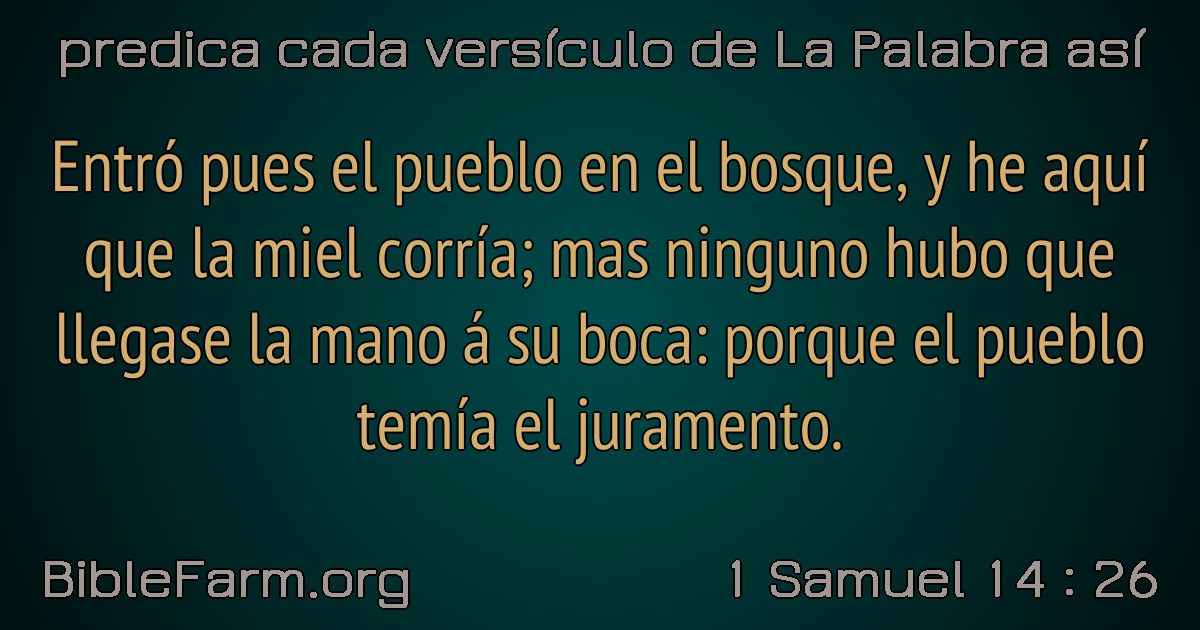 predica cada versículo de La Palabra así
Entró pues el pueblo en el bosque, y he aquí
que la miel corría; mas ninguno hubo que
llegase la mano á su boca: porque el pueblo
temía el juramento.
BibleFarm.org
1 Samuel 14 : 26